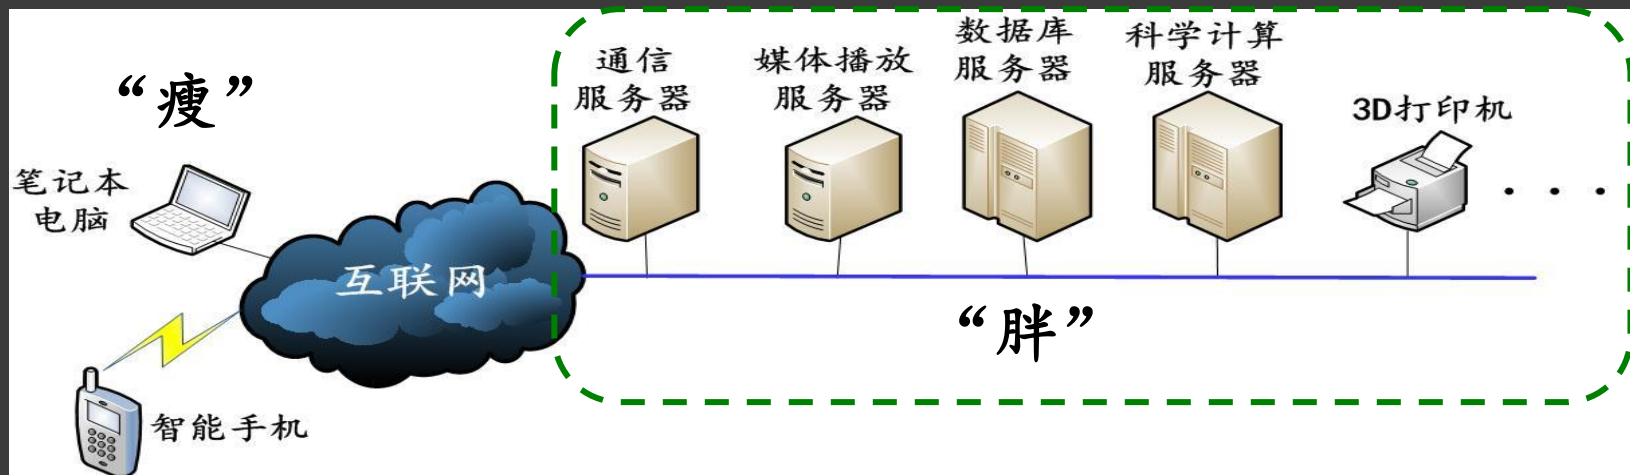 “瘦”
笔记本
电脑
互联网
智能手机
通信
服务器
媒体播放
服务器
数据库
服务器
科学计算
服务器
3D打印机
...
“胖”